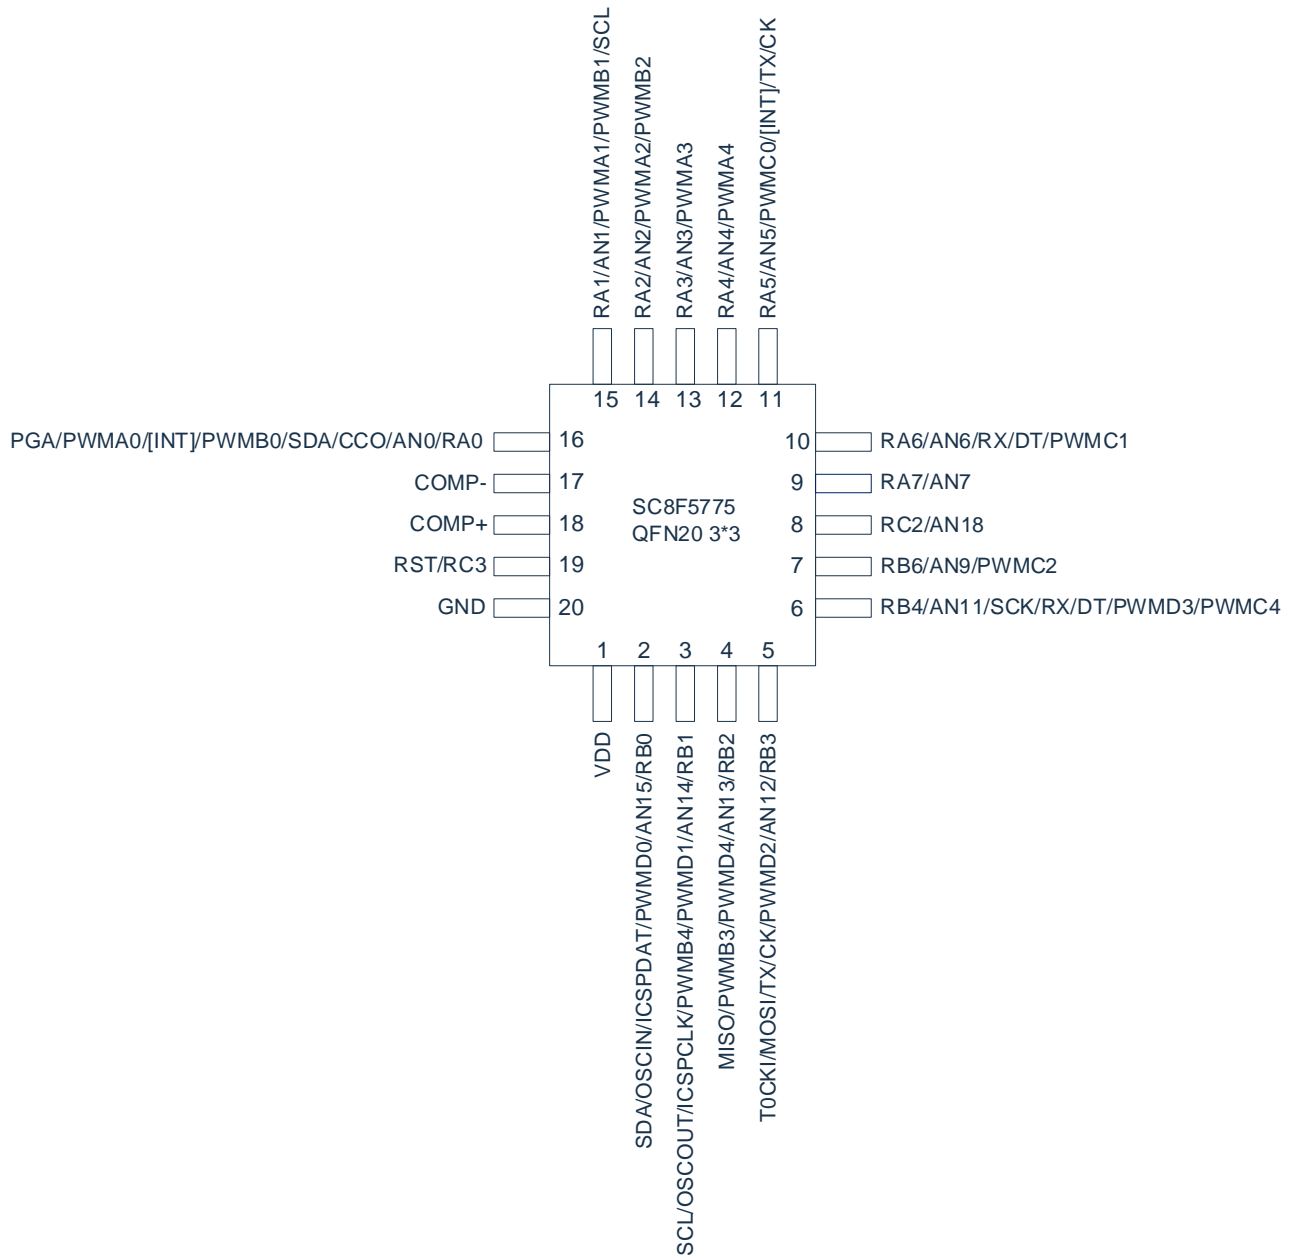 RA1/AN1/PWMA1/PWMB1/SCL
RA2/AN2/PWMA2/PWMB2
RA3/AN3/PWMA3
RA4/AN4/PWMA4
RA5/AN5/PWMC0/[INT]/TX/CK
15 14 13 12 11
PGA/PWMA0/[INT]/PWMB0/SDA/CCO/AN0/RA0 16
10 RA6/AN6/RX/DT/PWMC1
COMP- 17
9 RA7/AN7
SC8F5775
COMP+ 18
8 RC2/AN18
QFN20 3*3
RST/RC3 19
7 RB6/AN9/PWMC2
GND 20
6 RB4/AN11/SCK/RX/DT/PWMD3/PWMC4
1 2 3 4 5
VDD
SDA/OSCIN/ICSPDAT/PWMD0/AN15/RB0
SCL/OSCOUT/ICSPCLK/PWMB4/PWMD1/AN14/RB1
MISO/PWMB3/PWMD4/AN13/RB2
T0CKI/MOSI/TX/CK/PWMD2/AN12/RB3